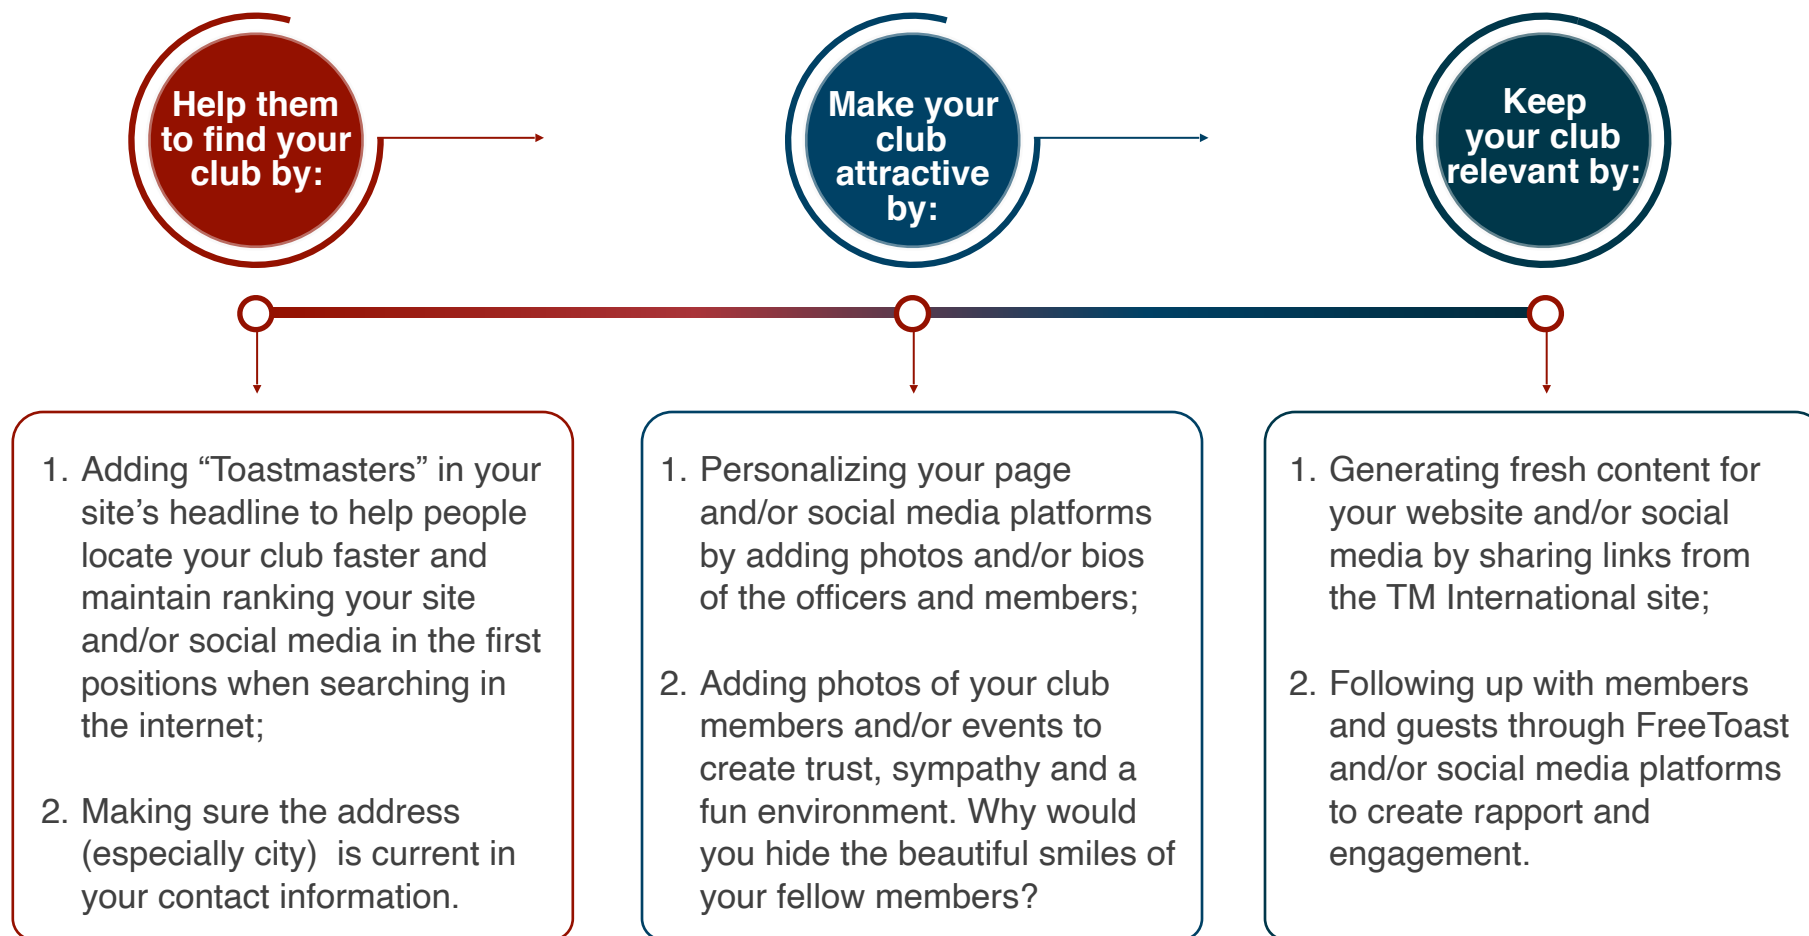 Help them
to find your
club by:
Make your
club
attractive
by:
Keep
your club
relevant by:
1. Adding “Toastmasters” in your
site’s headline to help people
locate your club faster and
maintain ranking your site
and/or social media in the first
positions when searching in
the internet;
2. Making sure the address
(especially city)  is current in
your contact information.
1. Personalizing your page
and/or social media platforms
by adding photos and/or bios
of the officers and members;
2. Adding photos of your club
members and/or events to
create trust, sympathy and a
fun environment. Why would
you hide the beautiful smiles of
your fellow members?
1. Generating fresh content for
your website and/or social
media by sharing links from
the TM International site;
2. Following up with members
and guests through FreeToast
and/or social media platforms
to create rapport and
engagement.